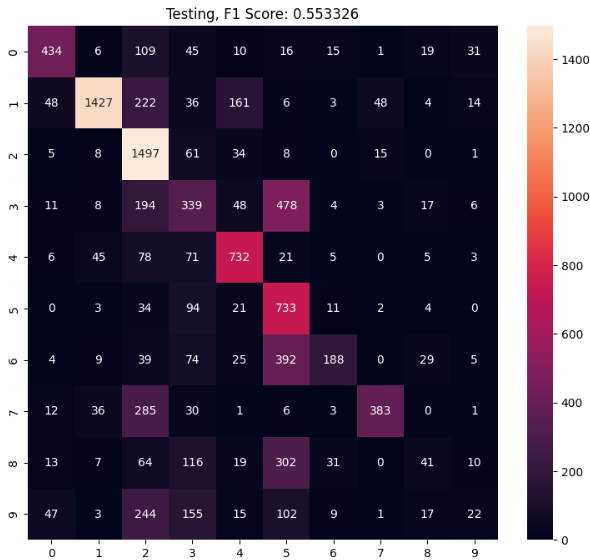 Testing, F1 Score: 0.553326
0 434 6 109 45 10 16 15 1 19 31
1 48 1427 222 36 161 6 3 48 4 14
2 5 8 1497 61 34 8 0 15 0 1
3 11 8 194 339 48 478 4 3 17 6
4 6 45 78 71 732 21 5 0 5 3
5 0 3 34 94 21 733 11 2 4 0
6 4 9 39 74 25 392 188 0 29 5
7 12 36 285 30 1 6 3 383 0 1
8 13 7 64 116 19 302 31 0 41 10
9 47 3 244 155 15 102 9 1 17 22
0 1 2 3 4 5 6 7 8 9
1400
1200
1000
800
600
400
200
0